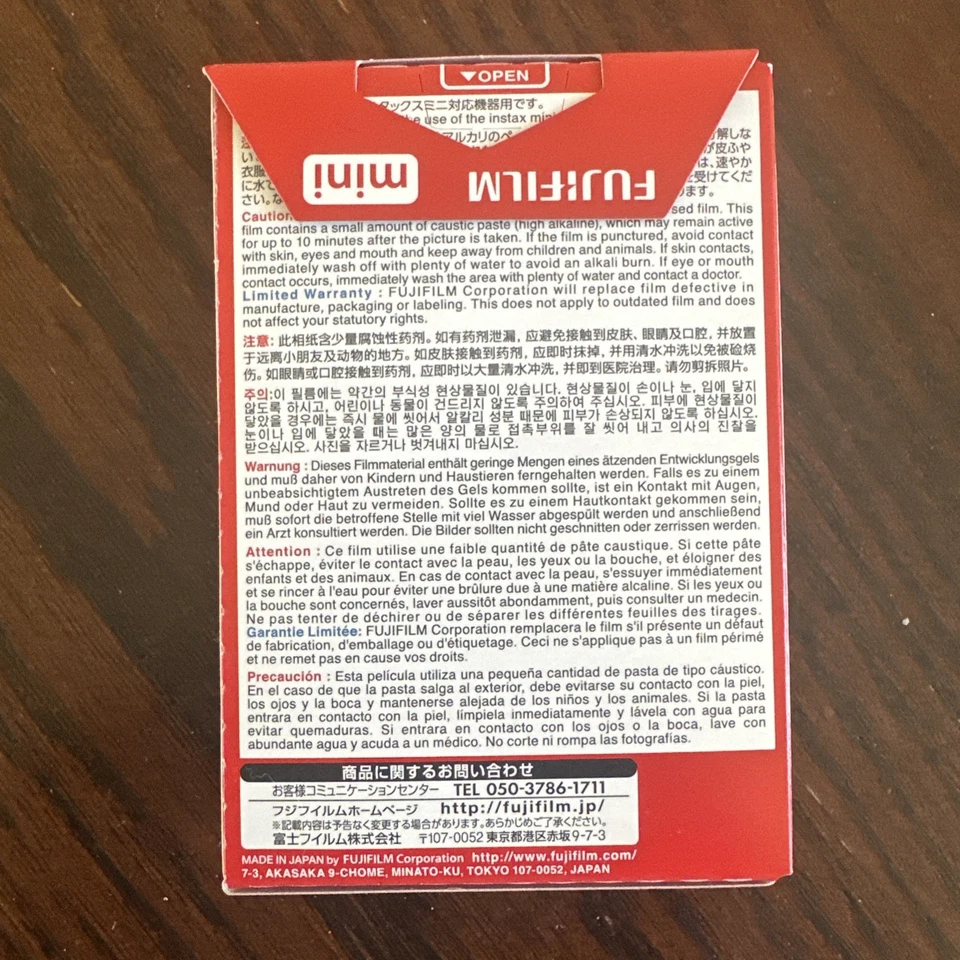 ▼OPEN
タックスミニ対応機器用です。
the use of the instax mini
アルカリのペー
解しな
が皮ふや
い
は、速やか
衣服
を受けてくだ
に水で
ます。
さい。な
mini
FUJIFILM
Caution
sed film. This
film contains a small amount of caustic paste (high alkaline), which may remain active
for up to 10 minutes after the picture is taken. If the film is punctured, avoid contact
with skin, eyes and mouth and keep away from children and animals. If skin contacts,
immediately wash off with plenty of water to avoid an alkali burn. If eye or mouth
contact occurs, immediately wash the area with plenty of water and contact a doctor.
Limited Warranty : FUJIFILM Corporation will replace film defective in
manufacture, packaging or labeling. This does not apply to outdated film and does
not affect your statutory rights.
注意: 此相纸含少量腐蚀性药剂。如有药剂泄漏，应避免接触到皮肤、眼睛及口腔，并放置
于远离小朋友及动物的地方。如皮肤接触到药剂，应即时抹掉，并用清水冲洗以免被硷烧
伤。如眼睛或口腔接触到药剂，应即时以大量清水冲洗，并即到医院治理。请勿剪拆照片。
주의:이 필름에는 약간의 부식성 현상물질이 있습니다. 현상물질이 손이나 눈, 입에 닿지
않도록 하시고, 어린이나 동물이 건드리지 않도록 주의하여 주십시오. 피부에 현상물질이
닿았을 경우에는 즉시 물에 씻어서 알칼리 성분 때문에 피부가 손상되지 않도록 하십시오.
눈이나 입에 닿았을 때는 많은 양의 물로 접촉부위를 잘 씻어 내고 의사의 진찰을
받으십시오. 사진을 자르거나 벗겨내지 마십시오.
Warnung : Dieses Filmmaterial enthält geringe Mengen eines ätzenden Entwicklungsgels
und muß daher von Kindern und Haustieren ferngehalten werden. Falls es zu einem
unbeabsichtigtem Austreten des Gels kommen sollte, ist ein Kontakt mit Augen,
Mund oder Haut zu vermeiden. Sollte es zu einem Hautkontakt gekommen sein,
muß sofort die betroffene Stelle mit viel Wasser abgespült werden und anschließend
ein Arzt konsultiert werden. Die Bilder sollten nicht geschnitten oder zerrissen werden.
Attention : Ce film utilise une faible quantité de pâte caustique. Si cette pâte
s'échappe, éviter le contact avec la peau, les yeux ou la bouche, et éloigner des
enfants et des animaux. En cas de contact avec la peau, s'essuyer immédiatement
et se rincer à l'eau pour éviter une brûlure due à une matière alcaline. Si les yeux ou
la bouche sont concernés, laver aussitôt abondamment, puis consulter un medecin.
Ne pas tenter de déchirer ou de séparer les différentes feuilles des tirages.
Garantie Limitée: FUJIFILM Corporation remplacera le film s'il présente un défaut
de fabrication, d'emballage ou d'étiquetage. Ceci ne s'applique pas à un film périmé
et ne remet pas en cause vos droits.
Precaución : Esta película utiliza una pequeña cantidad de pasta de tipo cáustico.
En el caso de que la pasta salga al exterior, debe evitarse su contacto con la piel,
los ojos y la boca y mantenerse alejada de los niños y los animales. Si la pasta
entrara en contacto con la piel, límpiela inmediatamente y lávela con agua para
evitar quemaduras. Si entrara en contacto con los ojos o la boca, lave con
abundante agua y acuda a un médico. No corte ni rompa las fotografías.
商品に関するお問い合わせ
お客様コミュニケーションセンター TEL 050-3786-1711
フジフイルムホームページ http://fujifilm.jp/
※記載内容は予告なく変更する場合があります。あらかじめご了承ください。
富士フイルム株式会社 〒107-0052 東京都港区赤坂9-7-3
MADE IN JAPAN by FUJIFILM Corporation http://www.fujifilm.com/
7-3, AKASAKA 9-CHOME, MINATO-KU, TOKYO 107-0052, JAPAN